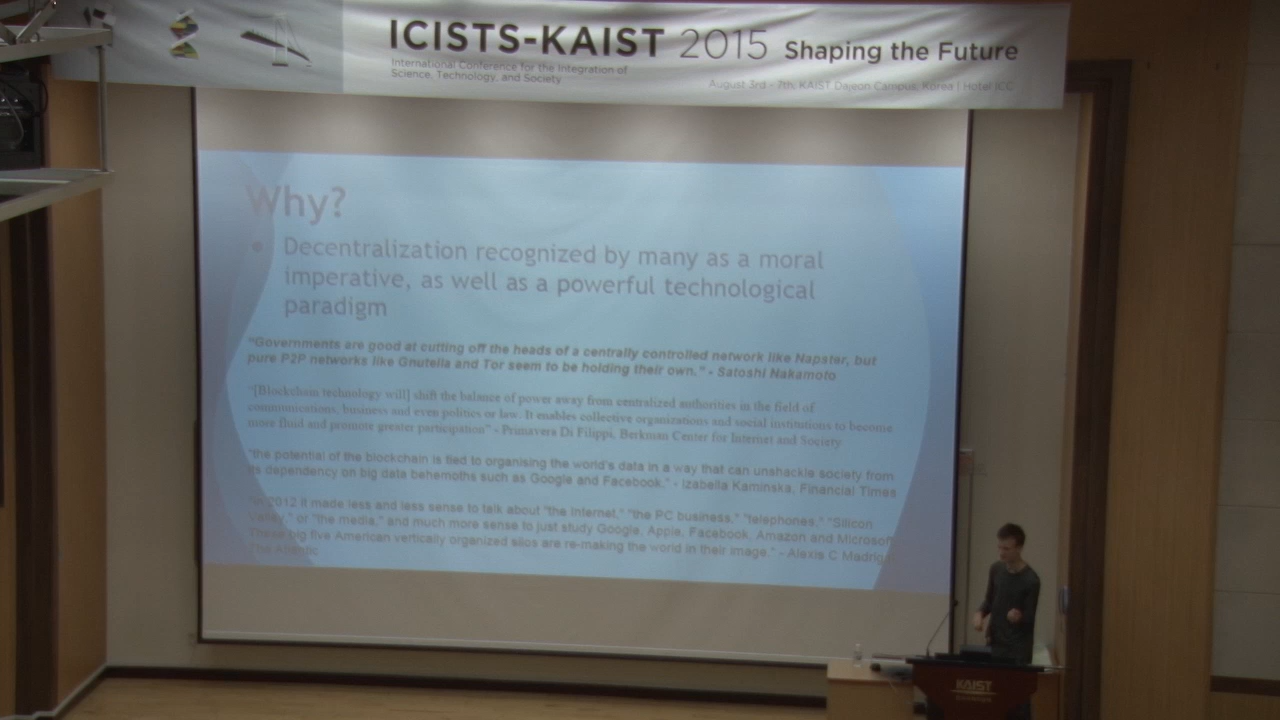 ICISTS-KAIST 2015 Shaping the Future
International Conference for the Integration of
Science, Technology, and Society
August 3rd - 7th, KAIST Dajeon Campus, Korea | Hotel ICC
Why?
Decentralization recognized by many as a moral
imperative, as well as a powerful technological
paradigm
"Governments are good at cutting off the heads of a centrally controlled network like Napster, but
pure P2P networks like Gnutella and Tor seem to be holding their own." - Satoshi Nakamoto
"[Blockchain technology will] shift the balance of power away from centralized authorities in the field of
communications, business and even politics or law. It enables collective organizations and social institutions to become
more fluid and promote greater participation" - Primavera Di Filippi, Berkman Center for Internet and Society
"the potential of the blockchain is tied to organising the world's data in a way that can unshackle society from
its dependency on big data behemoths such as Google and Facebook." - Izabella Kaminska, Financial Times
"In 2012 it made less and less sense to talk about "the Internet," "the PC business," "telephones," "Silicon
Valley," or "the media," and much more sense to just study Google, Apple, Facebook, Amazon and Microsoft.
These big five American vertically organized silos are re-making the world in their image." - Alexis C Madrigal,
The Atlantic
KAIST